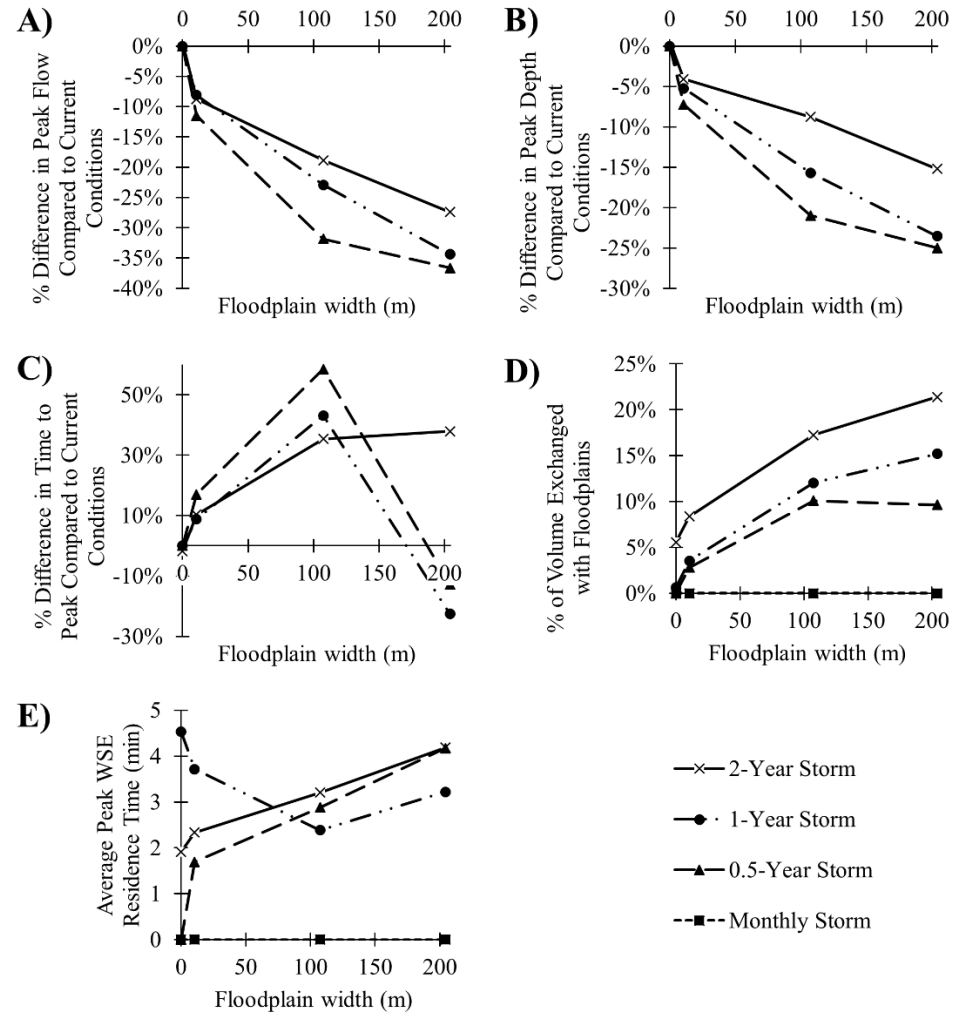 A)
0 50 100 150 200
0%
-5%
-10%
-15%
-20%
-25%
-30%
-35%
-40%
% Difference in Peak Flow
Compared to Current
Conditions
Floodplain width (m)
B)
0 50 100 150 200
0%
-5%
-10%
-15%
-20%
-25%
-30%
% Difference in Peak Depth
Compared to Current
Conditions
Floodplain width (m)
C)
50%
30%
10%
-10%
-30%
0 50 100 150 200
% Difference in Time to
Peak Compared to Current
Conditions
Floodplain width (m)
D)
25%
20%
15%
10%
5%
0%
0 50 100 150 200
% of Volume Exchanged
with Floodplains
Floodplain width (m)
E)
5
4
3
2
1
0
0 50 100 150 200
Average Peak WSE
Residence Time (min)
Floodplain width (m)
2-Year Storm
1-Year Storm
0.5-Year Storm
Monthly Storm